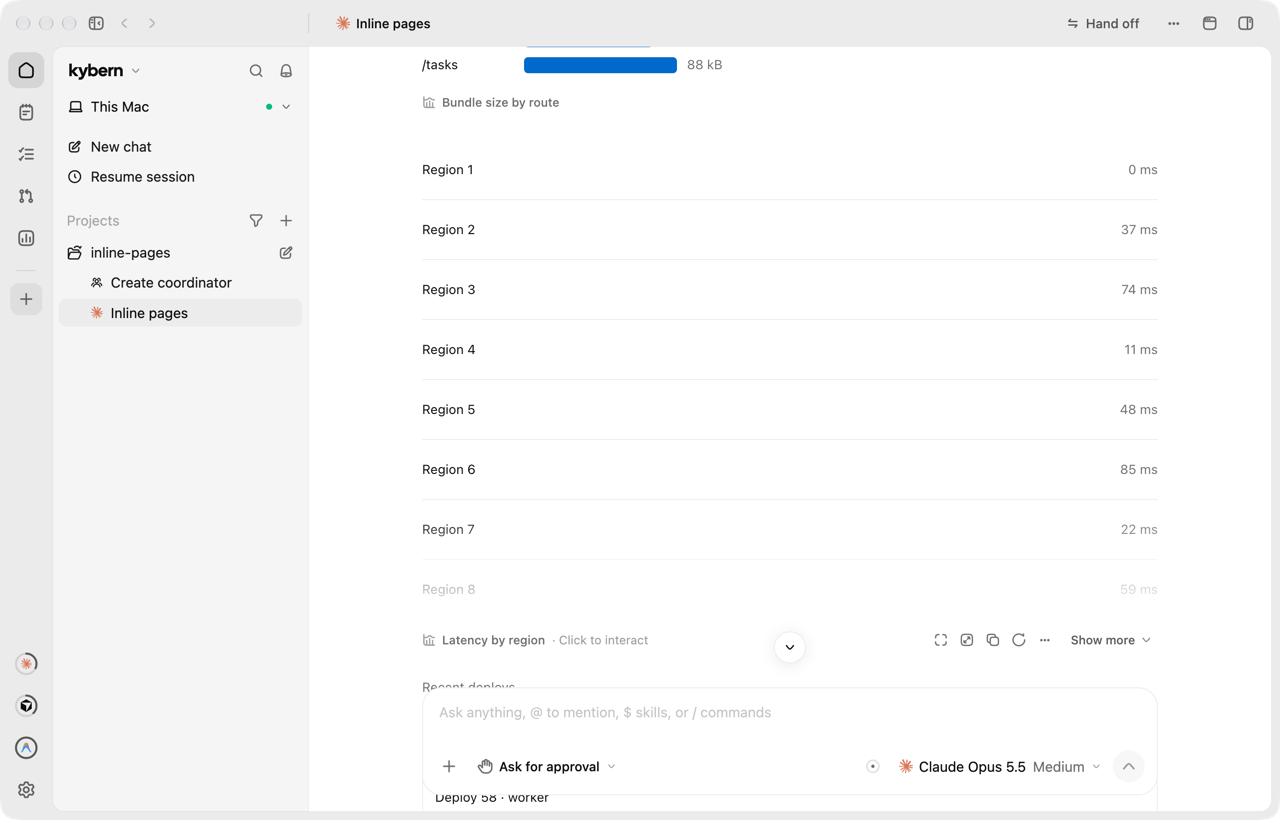 Inline pages
Hand off
kybern
This Mac
New chat
Resume session
Projects
inline-pages
Create coordinator
Inline pages
/tasks 88 kB
Bundle size by route
Region 1 0 ms
Region 2 37 ms
Region 3 74 ms
Region 4 11 ms
Region 5 48 ms
Region 6 85 ms
Region 7 22 ms
Region 8 59 ms
Latency by region · Click to interact Show more
Recent deploys
Ask anything, @ to mention, $ skills, or / commands
Ask for approval Claude Opus 5.5 Medium
Deploy 58 · worker